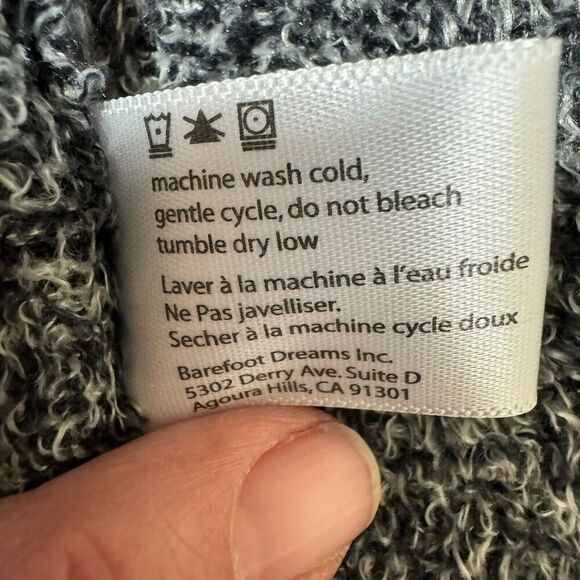 machine wash cold,
gentle cycle, do not bleach
tumble dry low
Laver à la machine à l'eau froide
Ne Pas javelliser.
Secher à la machine cycle doux
Barefoot Dreams Inc.
5302 Derry Ave. Suite D
Agoura Hills, CA 91301